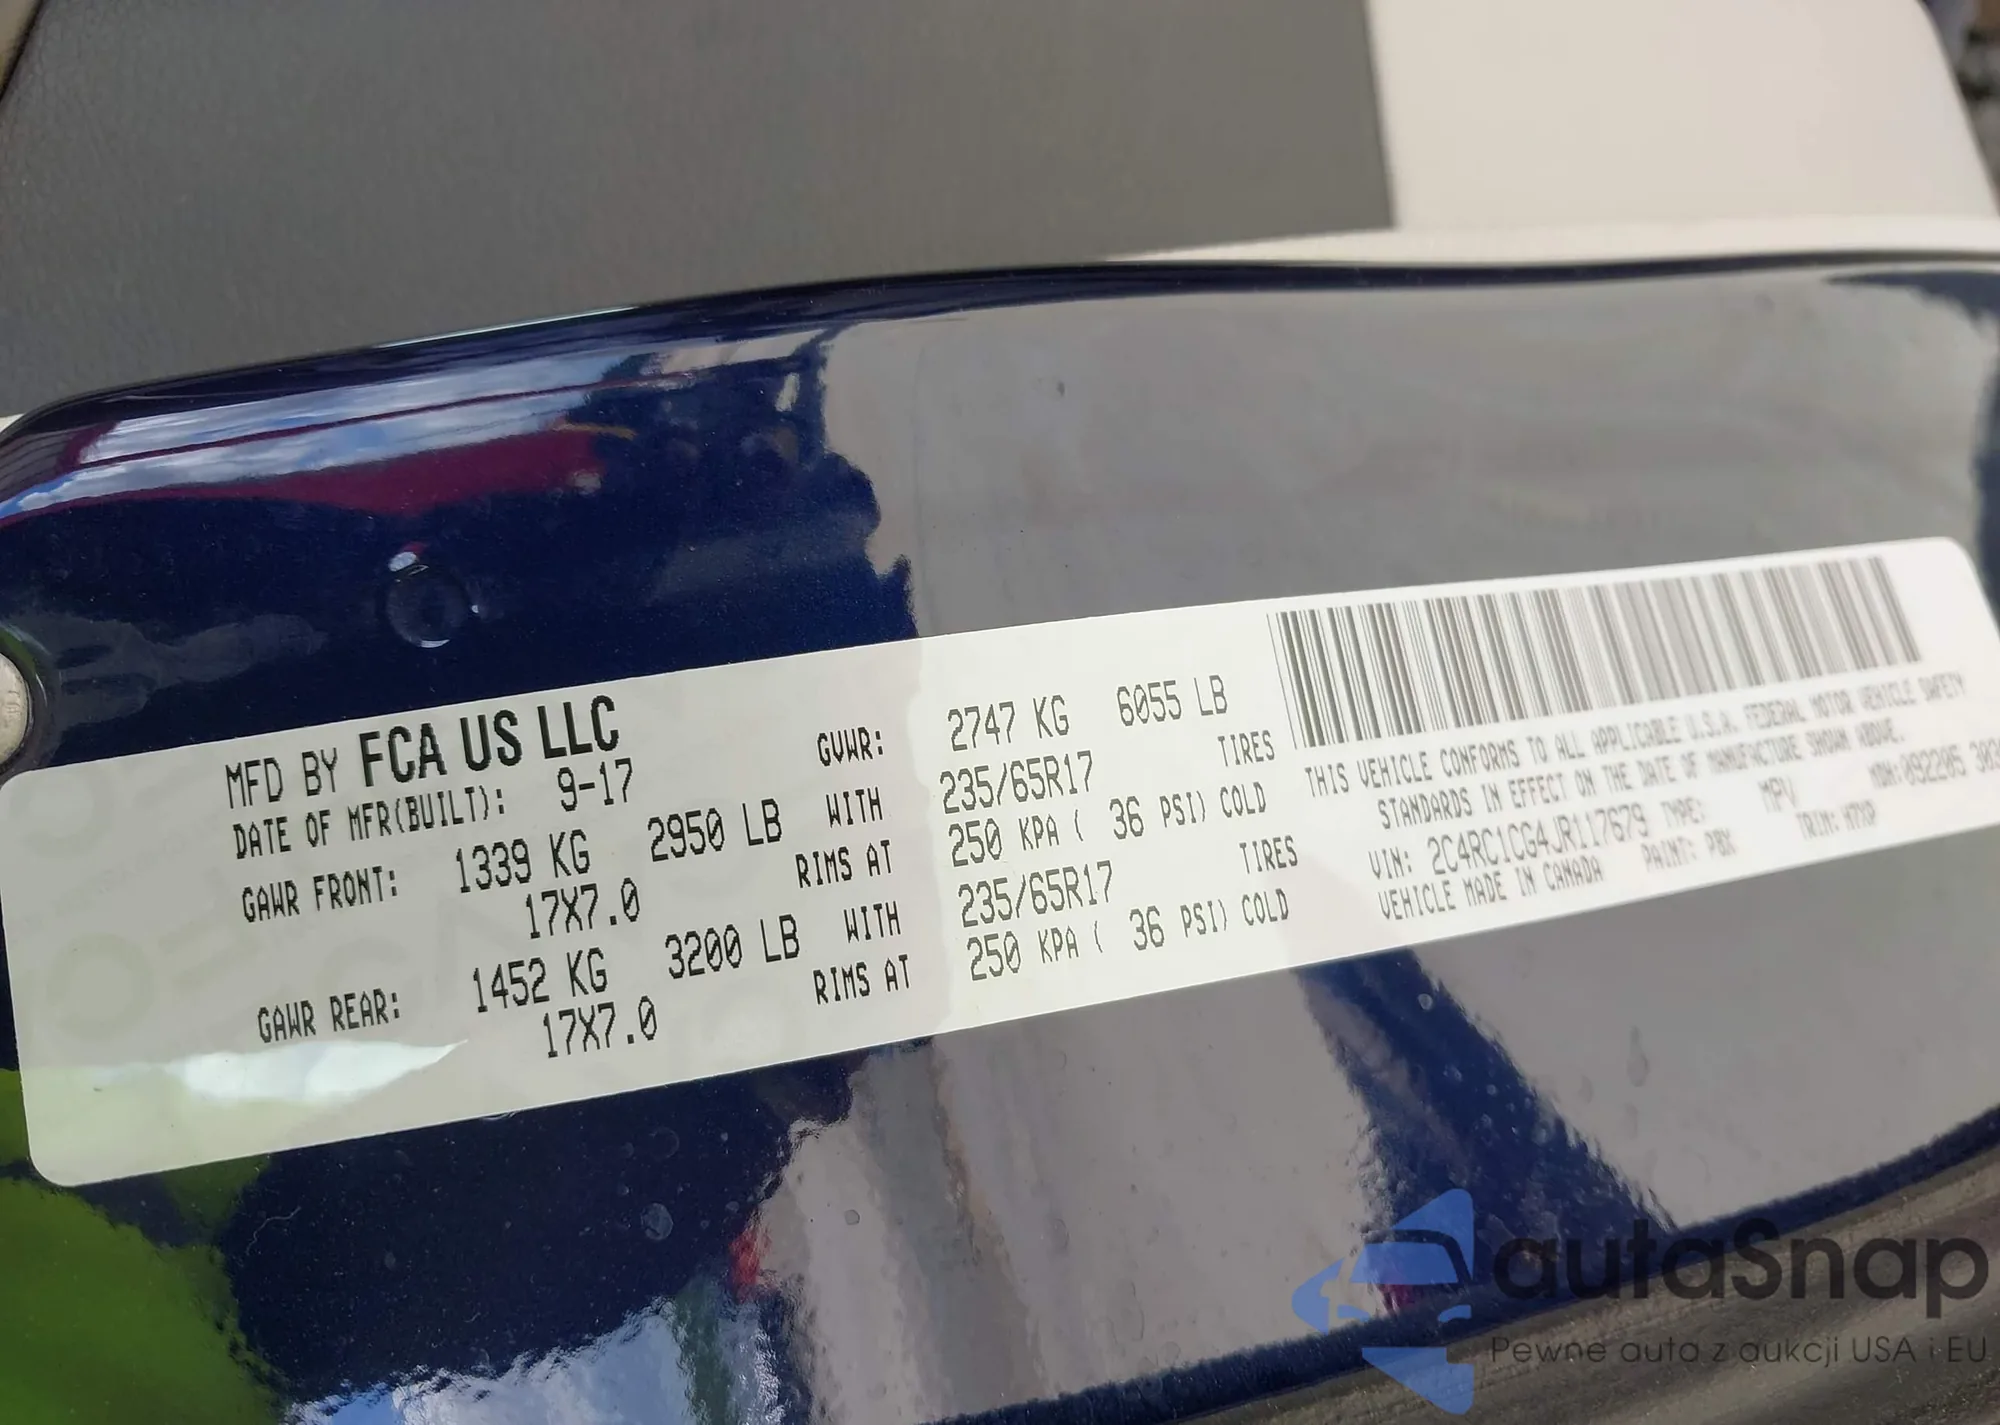 MFD BY FCA US LLC
DATE OF MFR(BUILT): 9-17
GVWR: 2747 KG 6055 LB
GAWR FRONT: 1339 KG 2950 LB WITH 235/65R17 TIRES
17X7.0 RIMS AT 250 KPA ( 36 PSI) COLD
GAWR REAR: 1452 KG 3200 LB WITH 235/65R17 TIRES
17X7.0 RIMS AT 250 KPA ( 36 PSI) COLD
THIS VEHICLE CONFORMS TO ALL APPLICABLE U.S.A. FEDERAL MOTOR VEHICLE SAFETY
STANDARDS IN EFFECT ON THE DATE OF MANUFACTURE SHOWN ABOVE.
VIN: 2C4RC1CG4JR117679 TYPE: MPV MDH: 092205
VEHICLE MADE IN CANADA PAINT: PBX TRIM:
autaSnap
Pewne auta z aukcji USA i EU